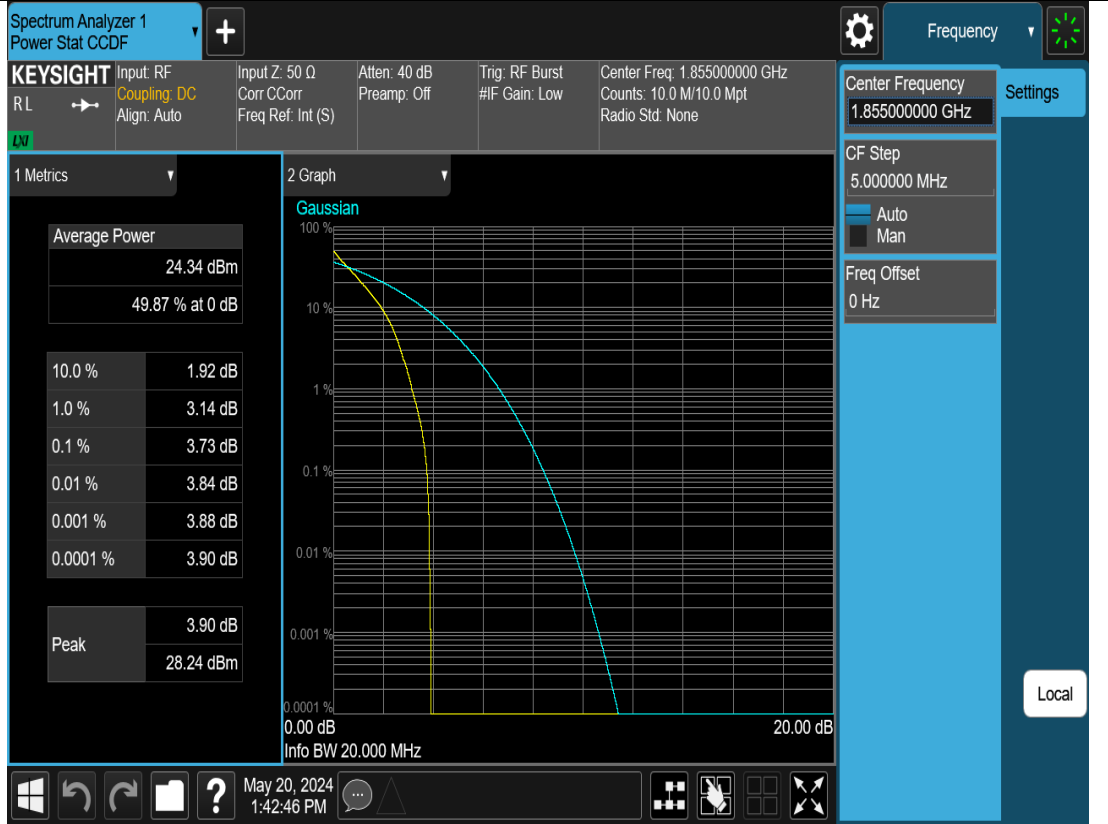 Spectrum Analyzer 1
Power Stat CCDF
+
Frequency
KEYSIGHT
R L
LXI
Input: RF
Coupling: DC
Align: Auto
Input Z: 50 Ω
Corr CCorr
Freq Ref: Int (S)
Atten: 40 dB
Preamp: Off
Trig: RF Burst
#IF Gain: Low
Center Freq: 1.855000000 GHz
Counts: 10.0 M/10.0 Mpt
Radio Std: None
Center Frequency
1.855000000 GHz
Settings
CF Step
5.000000 MHz
Auto
Man
Freq Offset
0 Hz
1 Metrics
Average Power
24.34 dBm
49.87 % at 0 dB
10.0 % 1.92 dB
1.0 % 3.14 dB
0.1 % 3.73 dB
0.01 % 3.84 dB
0.001 % 3.88 dB
0.0001 % 3.90 dB
Peak
3.90 dB
28.24 dBm
2 Graph
Gaussian
100 %
10 %
1 %
0.1 %
0.01 %
0.001 %
0.0001 %
0.00 dB 20.00 dB
Info BW 20.000 MHz
Local
?
May 20, 2024
1:42:46 PM